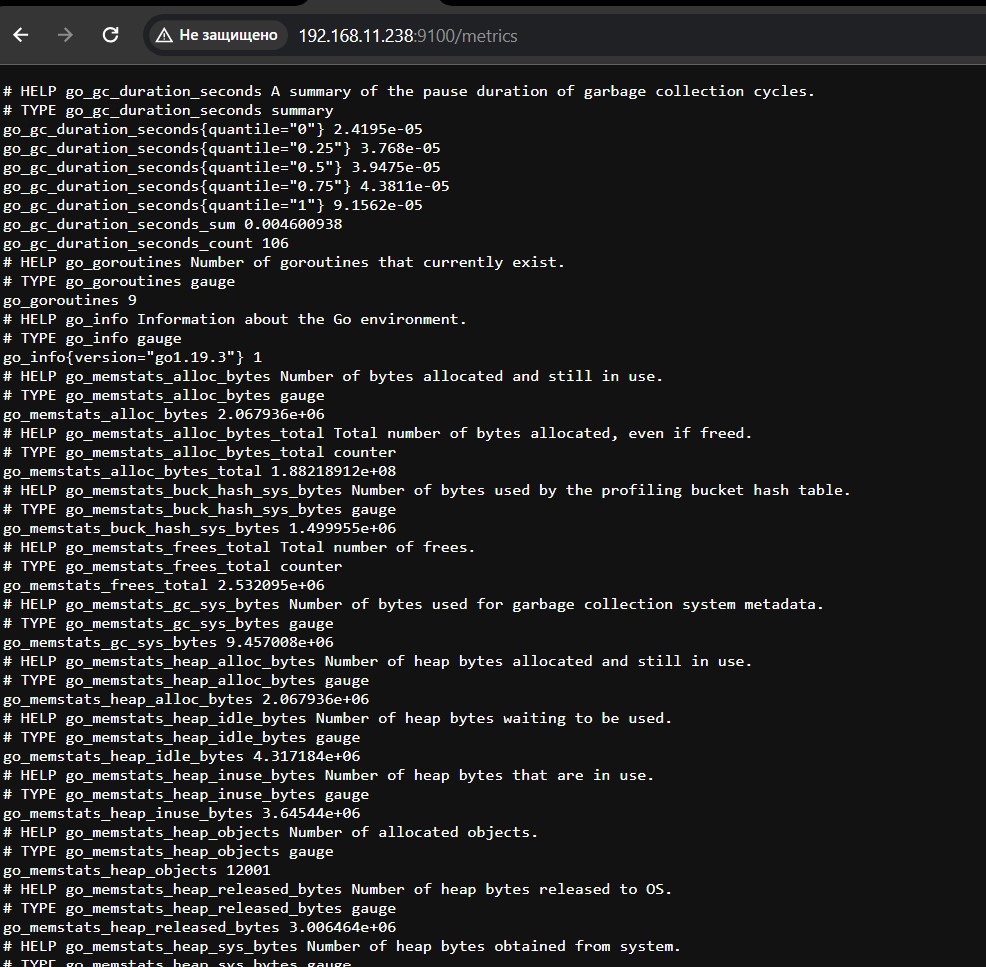 Не защищено 192.168.11.238:9100/metrics
# HELP go_gc_duration_seconds A summary of the pause duration of garbage collection cycles.
# TYPE go_gc_duration_seconds summary
go_gc_duration_seconds{quantile="0"} 2.4195e-05
go_gc_duration_seconds{quantile="0.25"} 3.768e-05
go_gc_duration_seconds{quantile="0.5"} 3.9475e-05
go_gc_duration_seconds{quantile="0.75"} 4.3811e-05
go_gc_duration_seconds{quantile="1"} 9.1562e-05
go_gc_duration_seconds_sum 0.004600938
go_gc_duration_seconds_count 106
# HELP go_goroutines Number of goroutines that currently exist.
# TYPE go_goroutines gauge
go_goroutines 9
# HELP go_info Information about the Go environment.
# TYPE go_info gauge
go_info{version="go1.19.3"} 1
# HELP go_memstats_alloc_bytes Number of bytes allocated and still in use.
# TYPE go_memstats_alloc_bytes gauge
go_memstats_alloc_bytes 2.067936e+06
# HELP go_memstats_alloc_bytes_total Total number of bytes allocated, even if freed.
# TYPE go_memstats_alloc_bytes_total counter
go_memstats_alloc_bytes_total 1.88218912e+08
# HELP go_memstats_buck_hash_sys_bytes Number of bytes used by the profiling bucket hash table.
# TYPE go_memstats_buck_hash_sys_bytes gauge
go_memstats_buck_hash_sys_bytes 1.499955e+06
# HELP go_memstats_frees_total Total number of frees.
# TYPE go_memstats_frees_total counter
go_memstats_frees_total 2.532095e+06
# HELP go_memstats_gc_sys_bytes Number of bytes used for garbage collection system metadata.
# TYPE go_memstats_gc_sys_bytes gauge
go_memstats_gc_sys_bytes 9.457008e+06
# HELP go_memstats_heap_alloc_bytes Number of heap bytes allocated and still in use.
# TYPE go_memstats_heap_alloc_bytes gauge
go_memstats_heap_alloc_bytes 2.067936e+06
# HELP go_memstats_heap_idle_bytes Number of heap bytes waiting to be used.
# TYPE go_memstats_heap_idle_bytes gauge
go_memstats_heap_idle_bytes 4.317184e+06
# HELP go_memstats_heap_inuse_bytes Number of heap bytes that are in use.
# TYPE go_memstats_heap_inuse_bytes gauge
go_memstats_heap_inuse_bytes 3.64544e+06
# HELP go_memstats_heap_objects Number of allocated objects.
# TYPE go_memstats_heap_objects gauge
go_memstats_heap_objects 12001
# HELP go_memstats_heap_released_bytes Number of heap bytes released to OS.
# TYPE go_memstats_heap_released_bytes gauge
go_memstats_heap_released_bytes 3.006464e+06
# HELP go_memstats_heap_sys_bytes Number of heap bytes obtained from system.
# TYPE go_memstats_heap_sys_bytes gauge